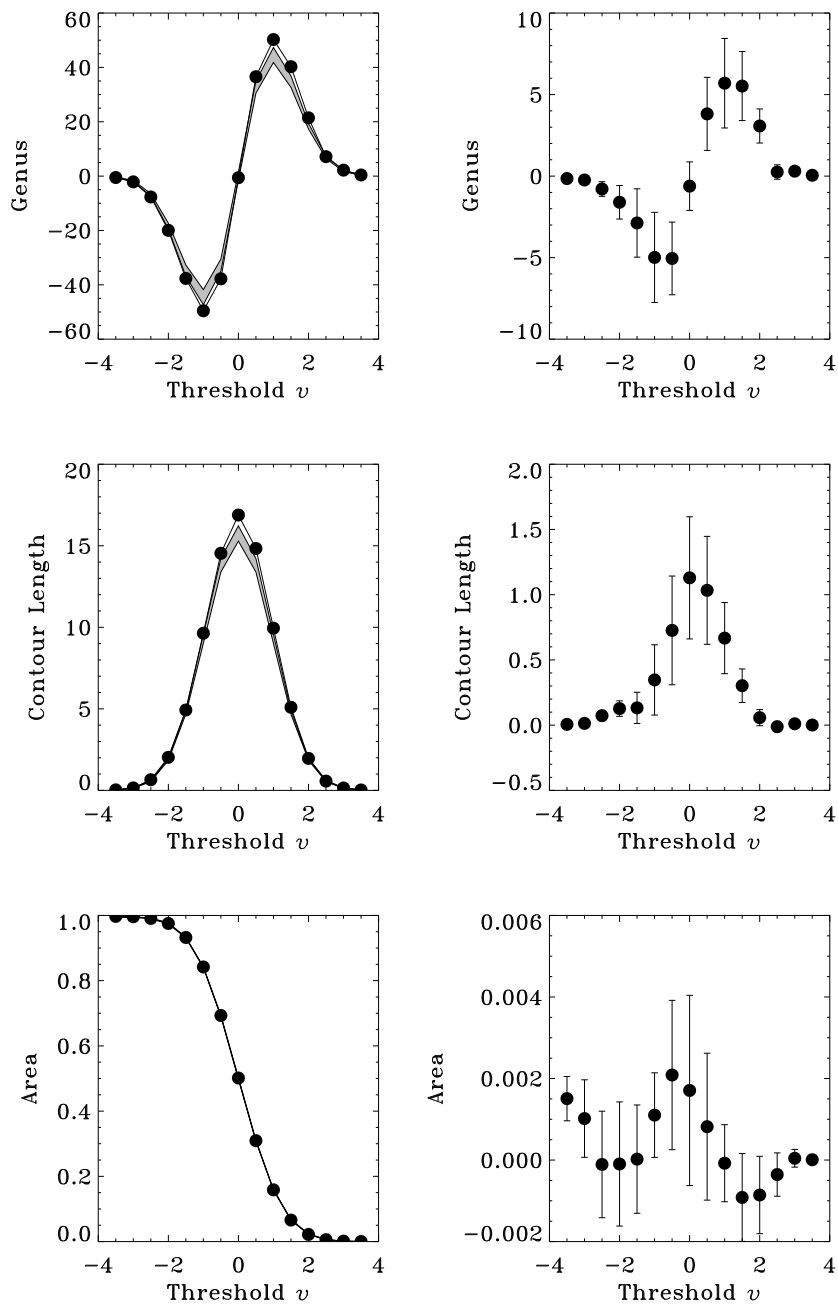 60
40
20
0
−20
−40
−60
Genus
−4 −2 0 2 4
Threshold ν
10
5
0
−5
−10
Genus
−4 −2 0 2 4
Threshold ν
20
15
10
5
0
Contour Length
−4 −2 0 2 4
Threshold ν
2.0
1.5
1.0
0.5
0.0
−0.5
Contour Length
−4 −2 0 2 4
Threshold ν
1.0
0.8
0.6
0.4
0.2
0.0
Area
−4 −2 0 2 4
Threshold ν
0.006
0.004
0.002
0.000
−0.002
Area
−4 −2 0 2 4
Threshold ν